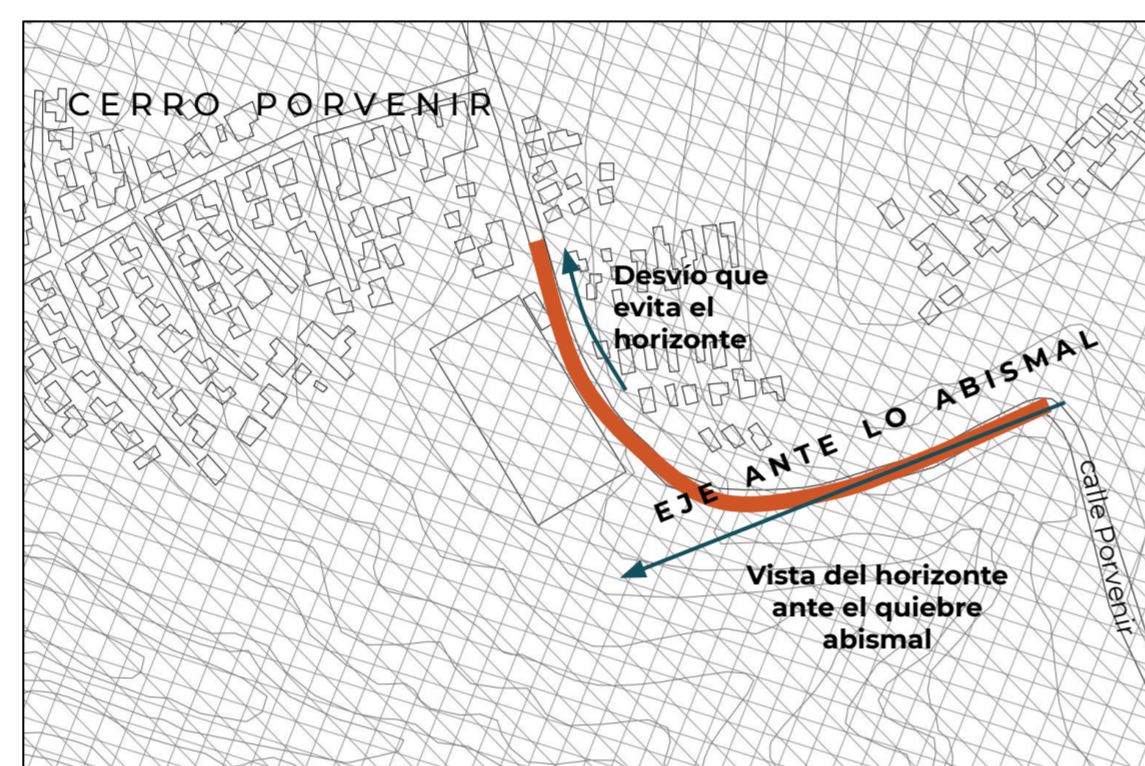 CERRO PORVENIR
Desvío que
evita el
horizonte
EJE ANTE LO ABISMAL
calle Porvenir
Vista del horizonte
ante el quiebre
abismal